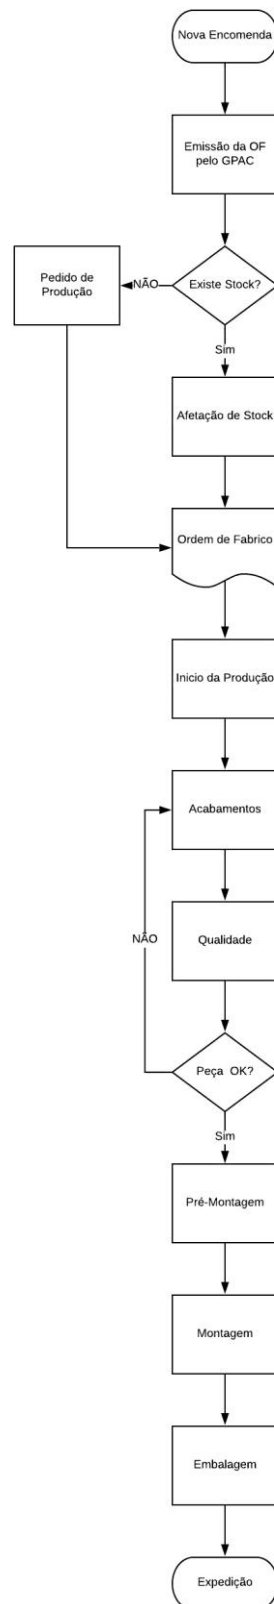 Nova Encomenda
Emissão da OF
pelo GPAC
Pedido de
Produção
NÃO
Existe Stock?
Sim
Afetação de Stock
Ordem de Fabrico
Inicio da Produção
Acabamentos
NÃO
Qualidade
Peça OK?
Sim
Pré-Montagem
Montagem
Embalagem
Expedição